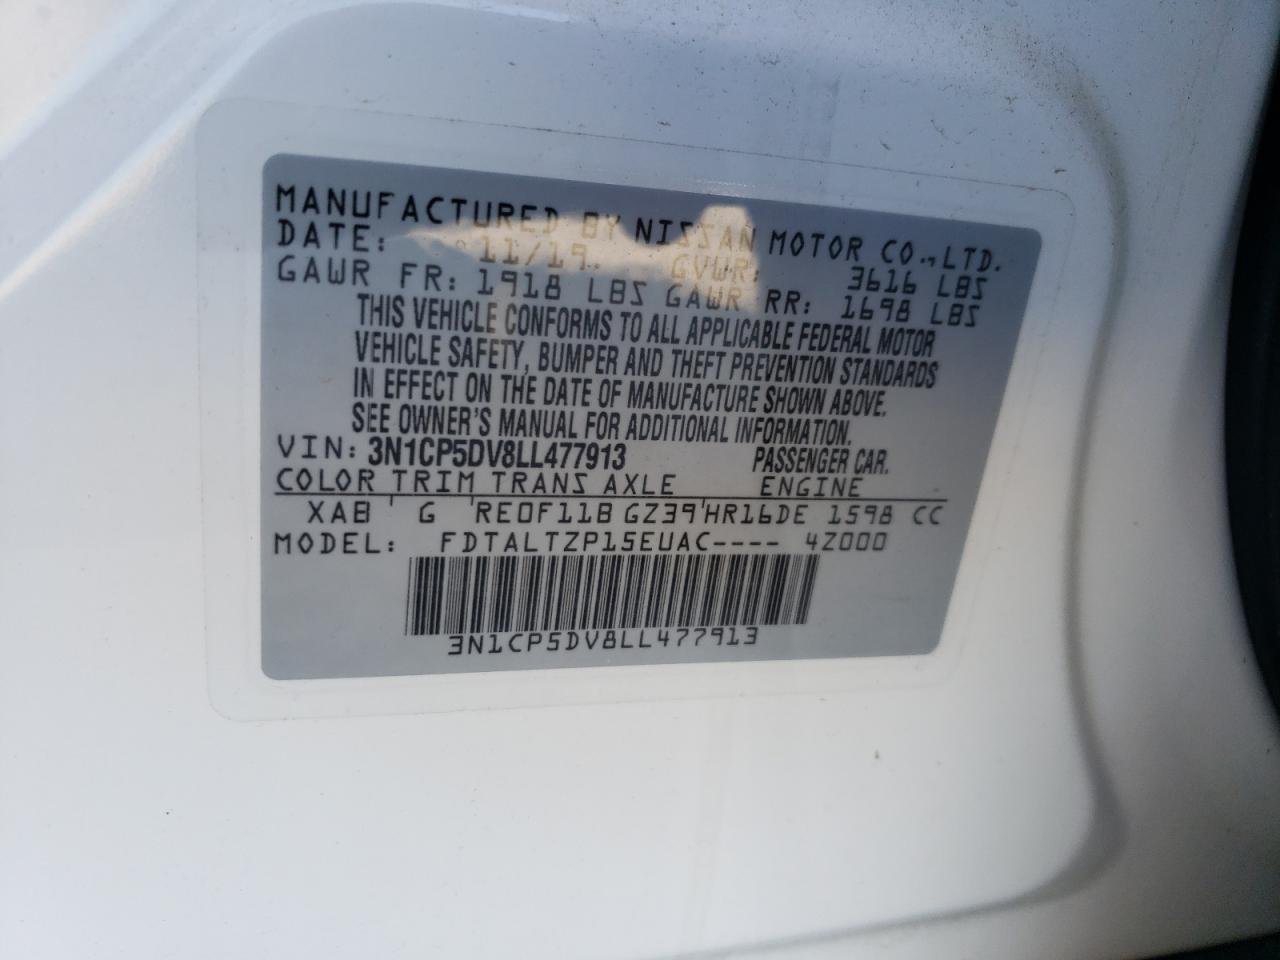 MANUFACTURED BY NISSAN MOTOR CO.,LTD.
DATE: 11/19 GVWR: 3616 LBS
GAWR FR: 1918 LBS GAWR RR: 1698 LBS
THIS VEHICLE CONFORMS TO ALL APPLICABLE FEDERAL MOTOR
VEHICLE SAFETY, BUMPER AND THEFT PREVENTION STANDARDS
IN EFFECT ON THE DATE OF MANUFACTURE SHOWN ABOVE.
SEE OWNER'S MANUAL FOR ADDITIONAL INFORMATION.
VIN: 3N1CP5DV8LL477913 PASSENGER CAR.
COLOR TRIM TRANS AXLE ENGINE
XAB G RE0F11B GZ39 HR16DE 1598 CC
MODEL: FDTALTZP15EUAC---- 4Z000
3N1CP5DV8LL477913